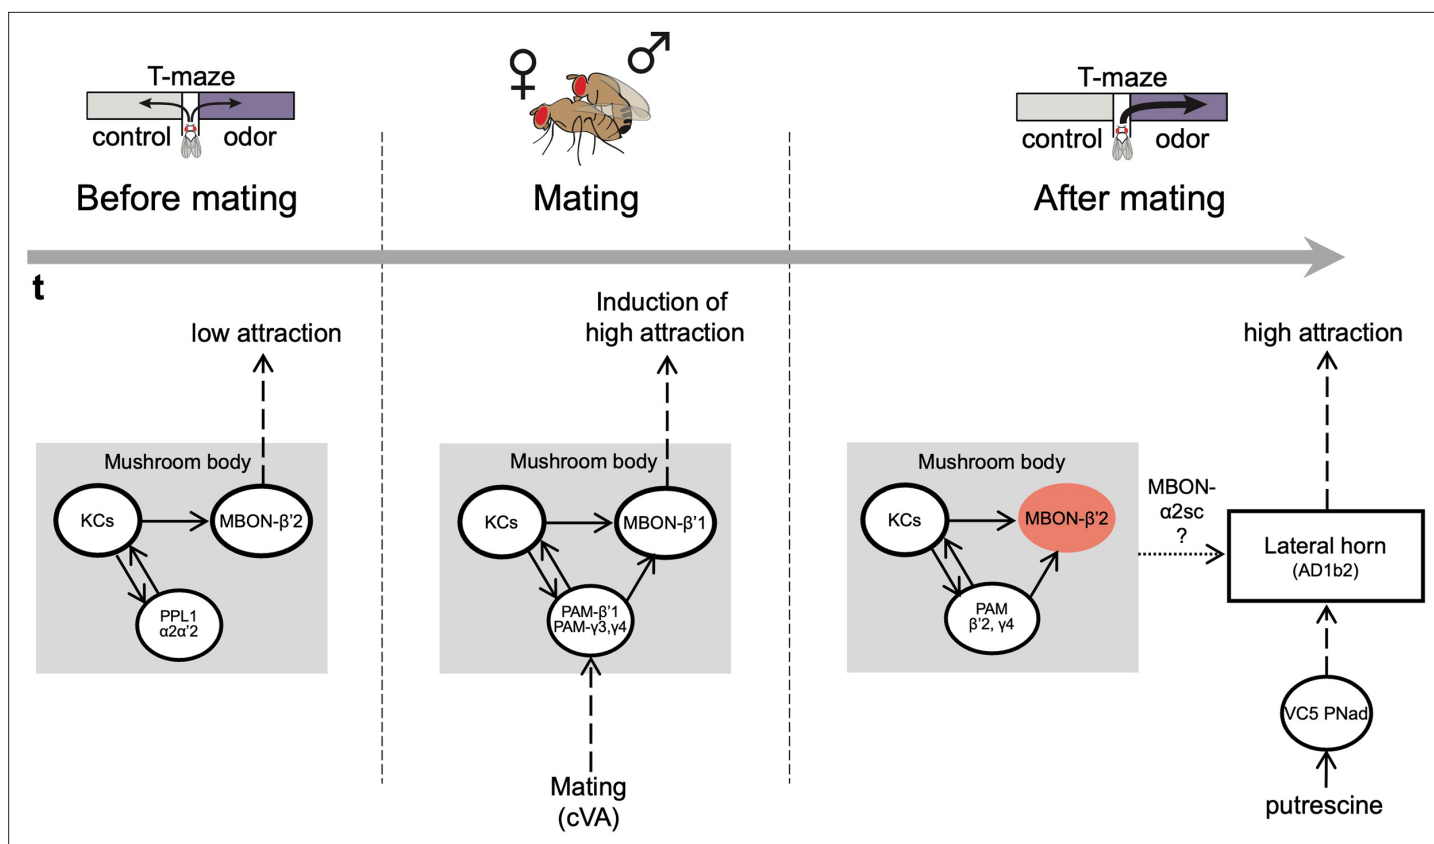 T-maze
control
odor
Before mating
♀
♂
Mating
T-maze
control
odor
After mating
t
low attraction
Mushroom body
KCs
MBON-β'2
PPL1
α2α'2
Induction of
high attraction
Mushroom body
KCs
MBON-β'1
PAM-β'1
PAM-γ3,γ4
Mating
(cVA)
high attraction
Mushroom body
KCs
MBON-β'2
PAM
β'2, γ4
MBON-
α2sc
?
Lateral horn
(AD1b2)
VC5 PNad
putrescine